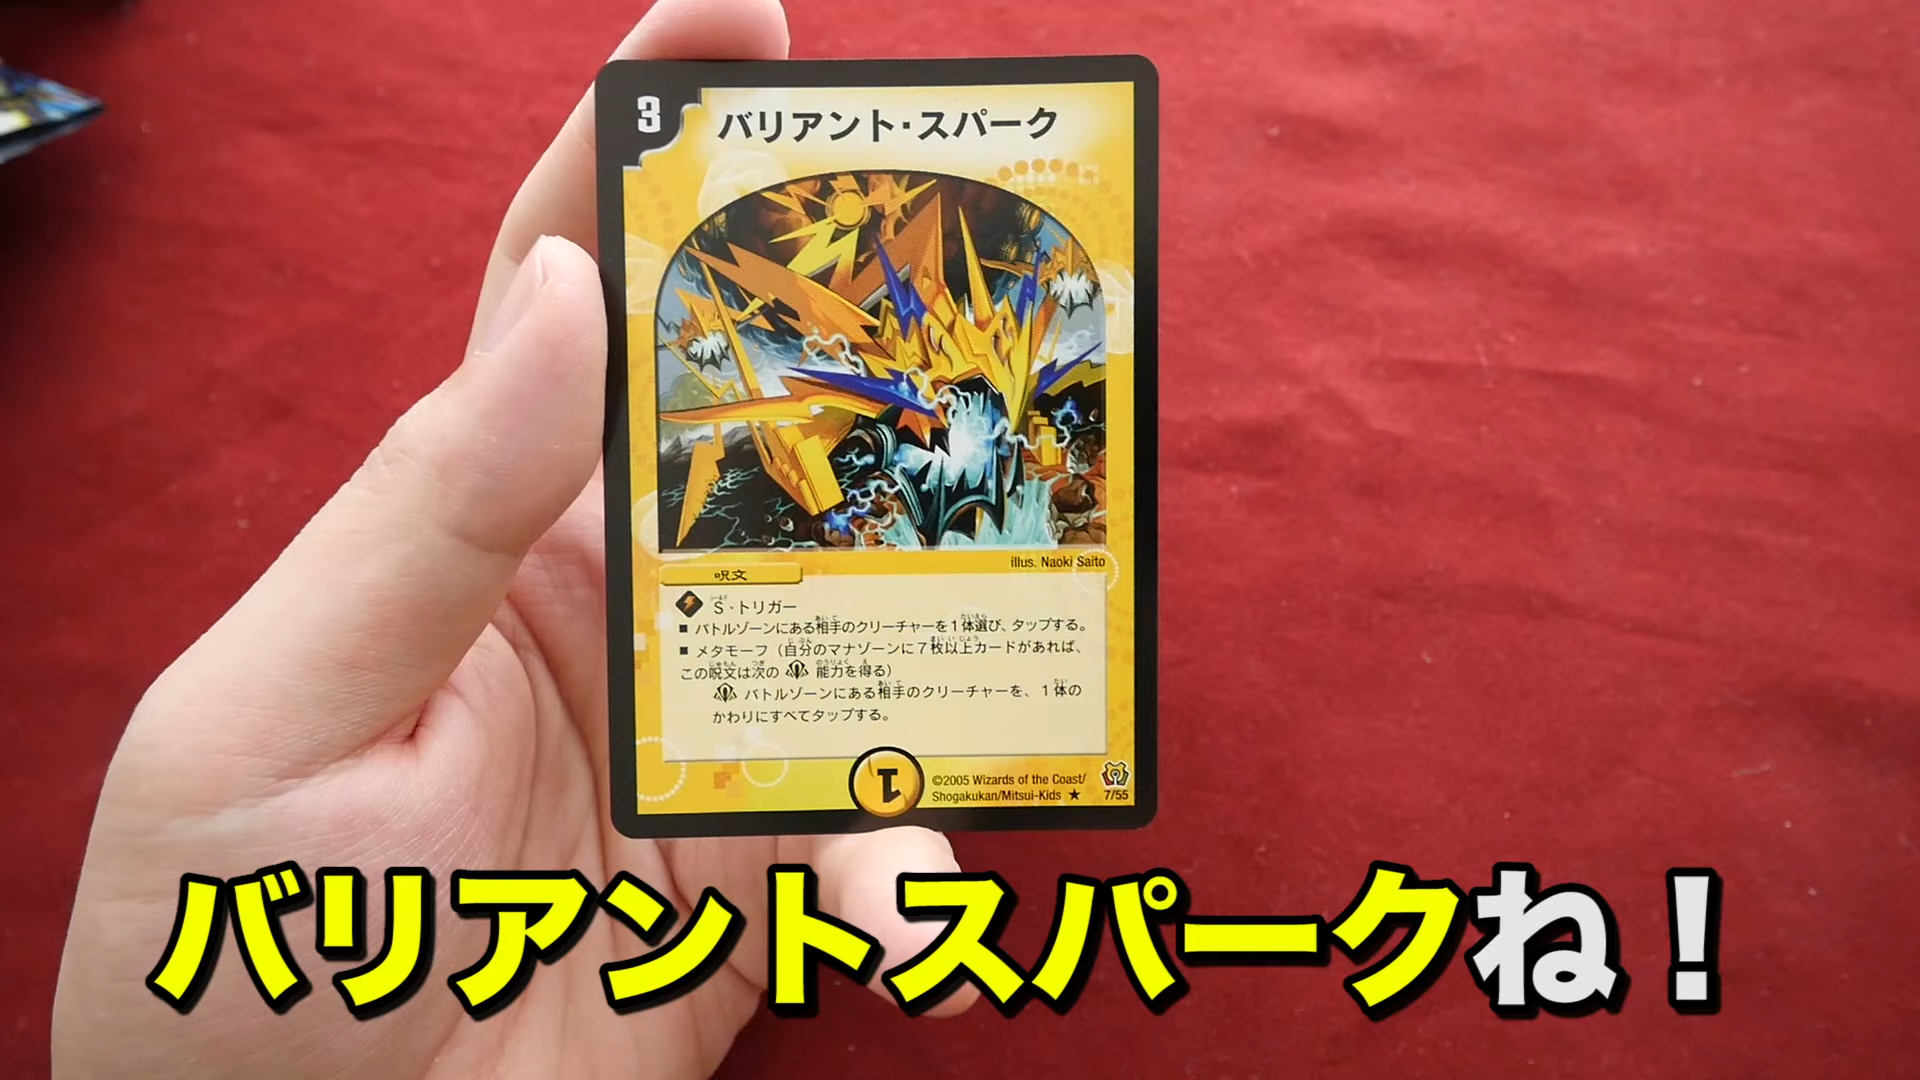 3
バリアント・スパーク
illus. Naoki Saito
呪文
S・トリガー
■ バトルゾーンにある相手のクリーチャーを1体選び、タップする。
■ メタモーフ（自分のマナゾーンに7枚以上カードがあれば、
この呪文は次の 能力を得る）
バトルゾーンにある相手のクリーチャーを、1体の
かわりにすべてタップする。
1
©2005 Wizards of the Coast/
Shogakukan/Mitsui-Kids ★ 7/55
バリアントスパークね！